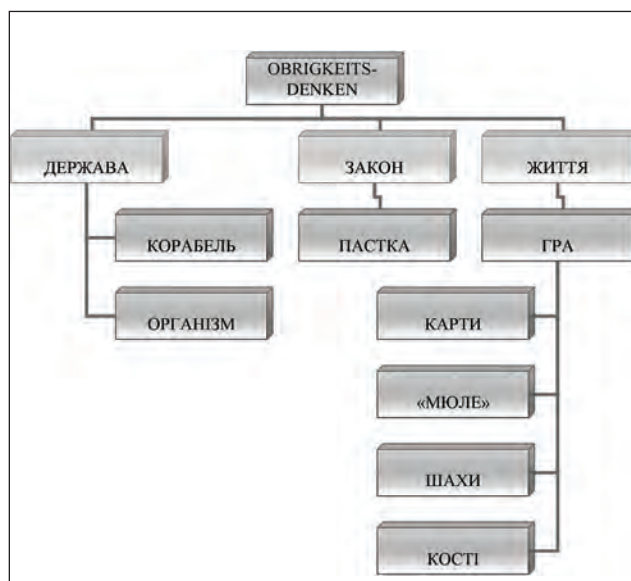 OBRIGKEITS-
DENKEN
ДЕРЖАВА
ЗАКОН
ЖИТТЯ
КОРАБЕЛЬ
ПАСТКА
ГРА
ОРГАНІЗМ
КАРТИ
«МЮЛЕ»
ШАХИ
КОСТІ